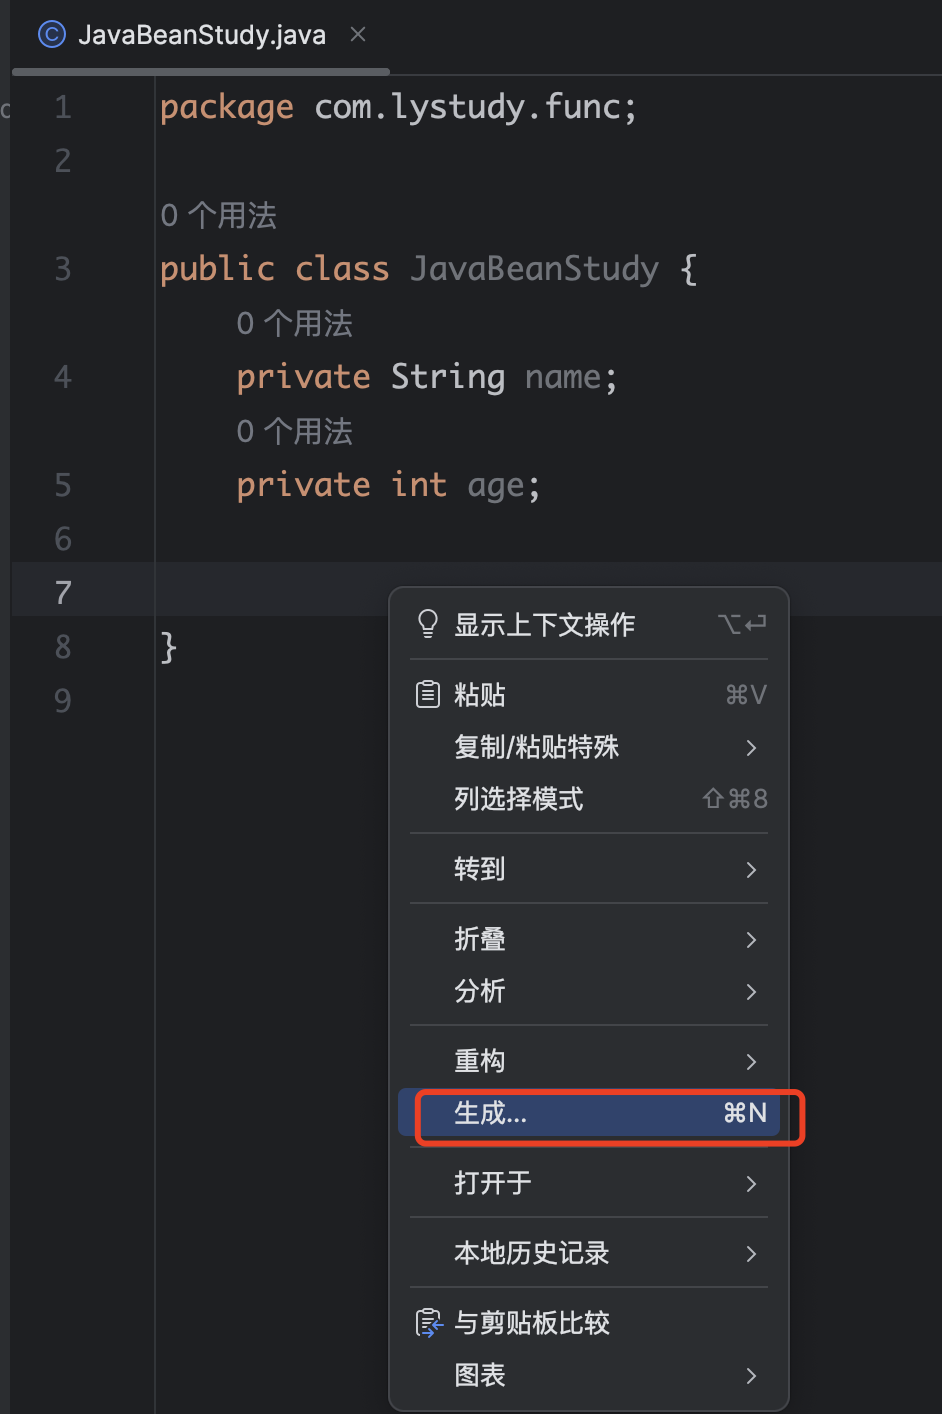 JavaBeanStudy.java
1 package com.lystudy.func;
2
0 个用法
3 public class JavaBeanStudy {
0 个用法
4 private String name;
0 个用法
5 private int age;
6
7
8 }
9
显示上下文操作 ⌥⏎
粘贴 ⌘V
复制/粘贴特殊
列选择模式 ⇧⌘8
转到
折叠
分析
重构
生成... ⌘N
打开于
本地历史记录
与剪贴板比较
图表